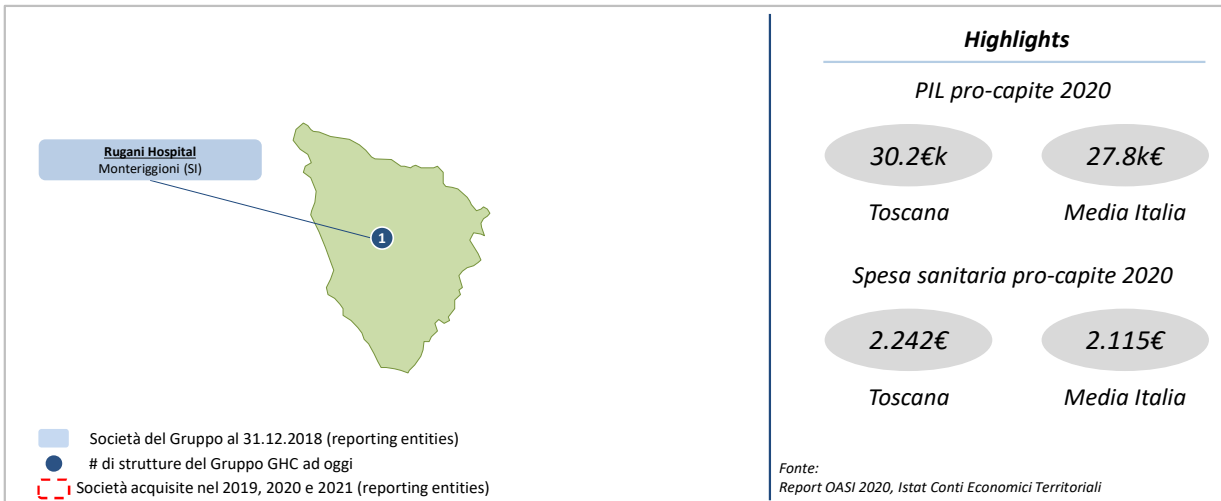 Rugani Hospital
Monteriggioni (SI)
1
Società del Gruppo al 31.12.2018 (reporting entities)
# di strutture del Gruppo GHC ad oggi
Società acquisite nel 2019, 2020 e 2021 (reporting entities)
Highlights
PIL pro-capite 2020
30.2€k 27.8k€
Toscana Media Italia
Spesa sanitaria pro-capite 2020
2.242€ 2.115€
Toscana Media Italia
Fonte:
Report OASI 2020, Istat Conti Economici Territoriali